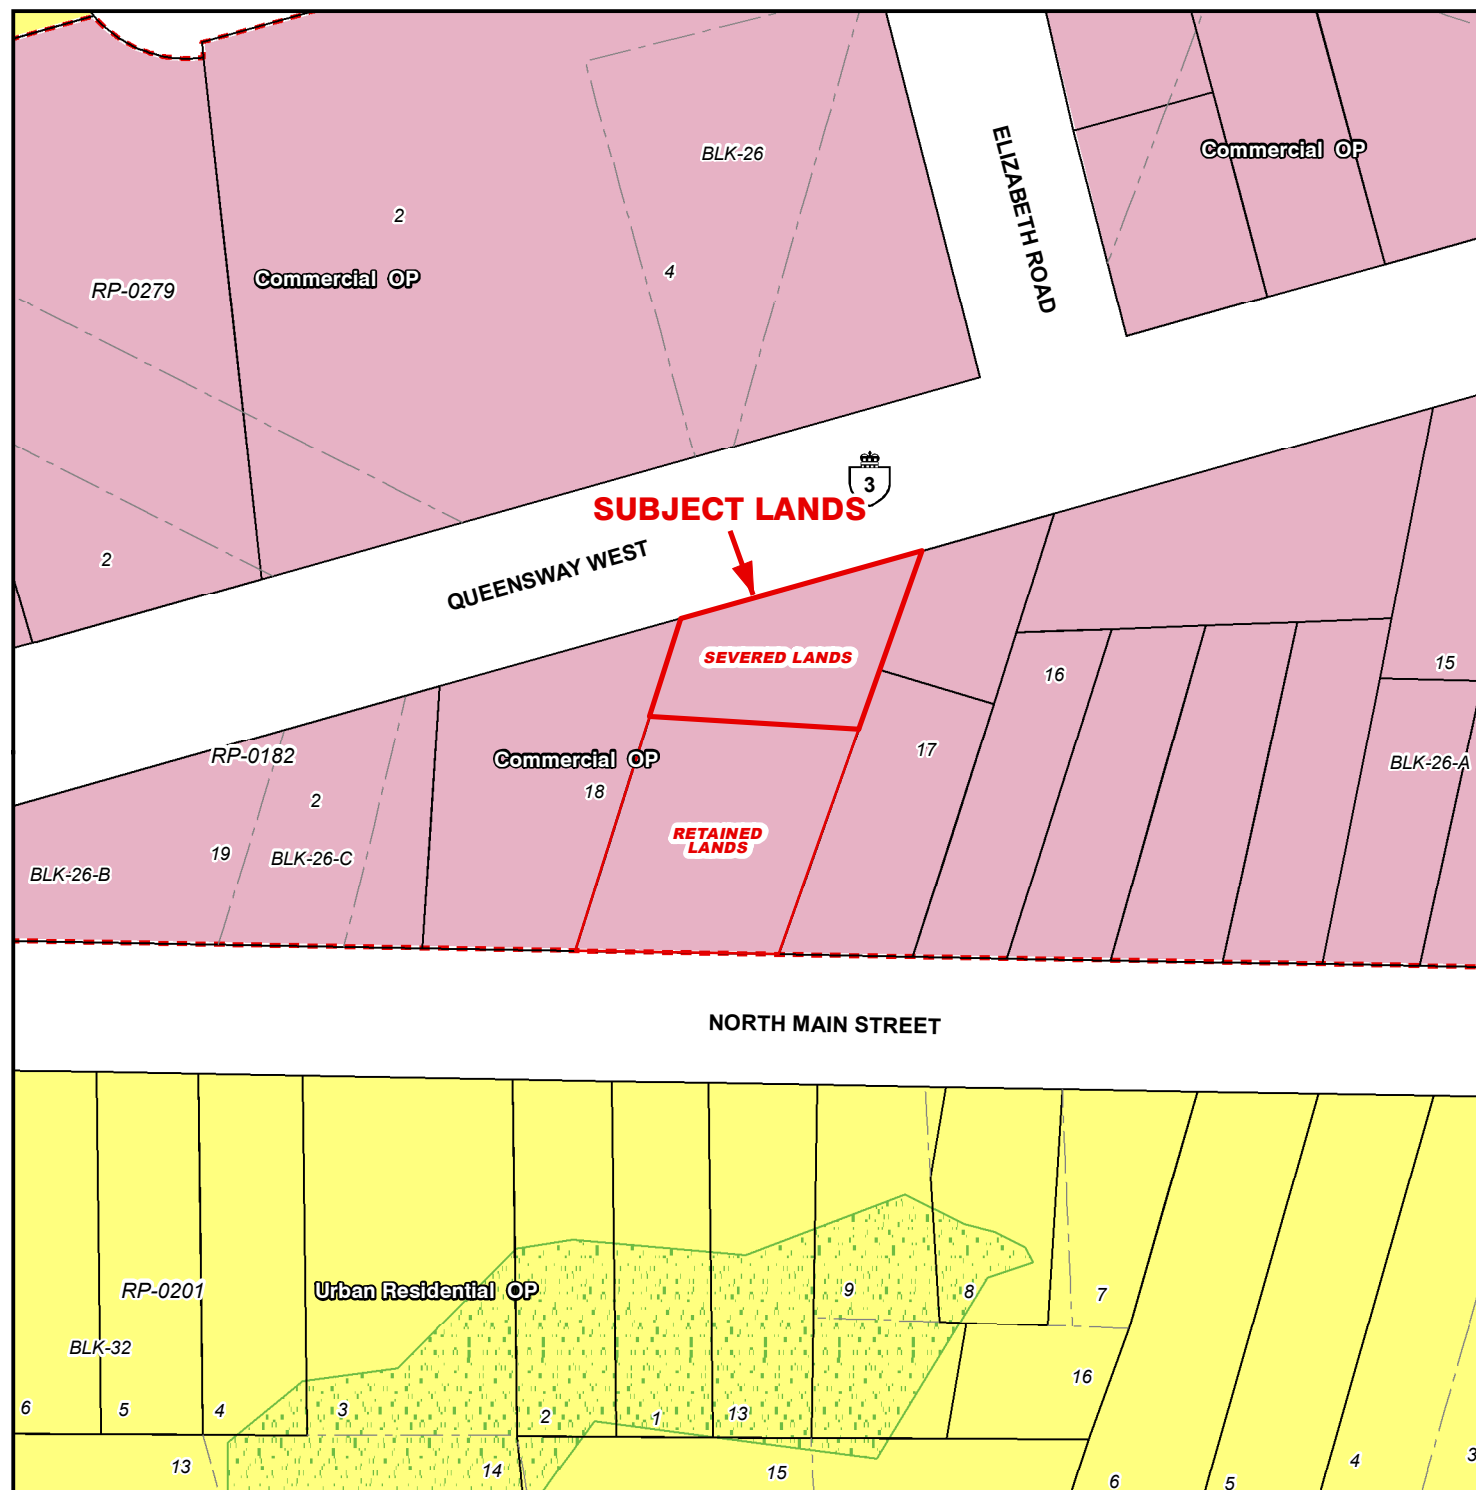 BLK-26
ELIZABETH ROAD
Commercial OP
2
4
Commercial OP
RP-0279
3
SUBJECT LANDS
2
QUEENSWAY WEST
SEVERED LANDS
15
16
17
RP-0182
Commercial OP
BLK-26-A
18
2
19
BLK-26-C
BLK-26-B
RETAINED
LANDS
NORTH MAIN STREET
RP-0201
Urban Residential OP
9
8
7
BLK-32
16
6
5
4
3
2
1
13
13
14
15
6
5
4
3